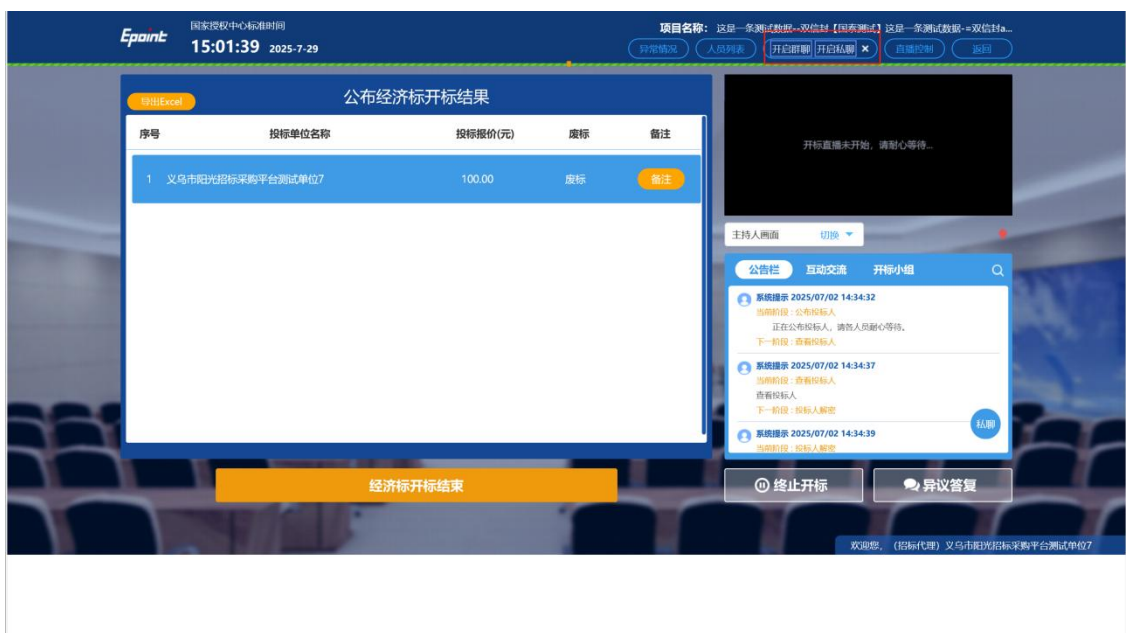 Epoint
国家授权中心标准时间
15:01:39 2025-7-29
项目名称： 这是一条测试数据--双信封【国泰测试】这是一条测试数据-=双信封a...
异常情况 人员列表 开启群聊 开启私聊 × 直播控制 返回
导出Excel 公布经济标开标结果
序号 投标单位名称 投标报价(元) 废标 备注
1 义乌市阳光招标采购平台测试单位7 100.00 废标 备注
开标直播未开始，请耐心等待...
主持人画面 切换
公告栏 互动交流 开标小组
系统提示 2025/07/02 14:34:32
当前阶段：公布投标人
正在公布投标人，请各人员耐心等待。
下一阶段：查看投标人
系统提示 2025/07/02 14:34:37
当前阶段：查看投标人
查看投标人
下一阶段：投标人解密
系统提示 2025/07/02 14:34:39
当前阶段：投标人解密
私聊
经济标开标结束
终止开标 异议答复
欢迎您，（招标代理）义乌市阳光招标采购平台测试单位7